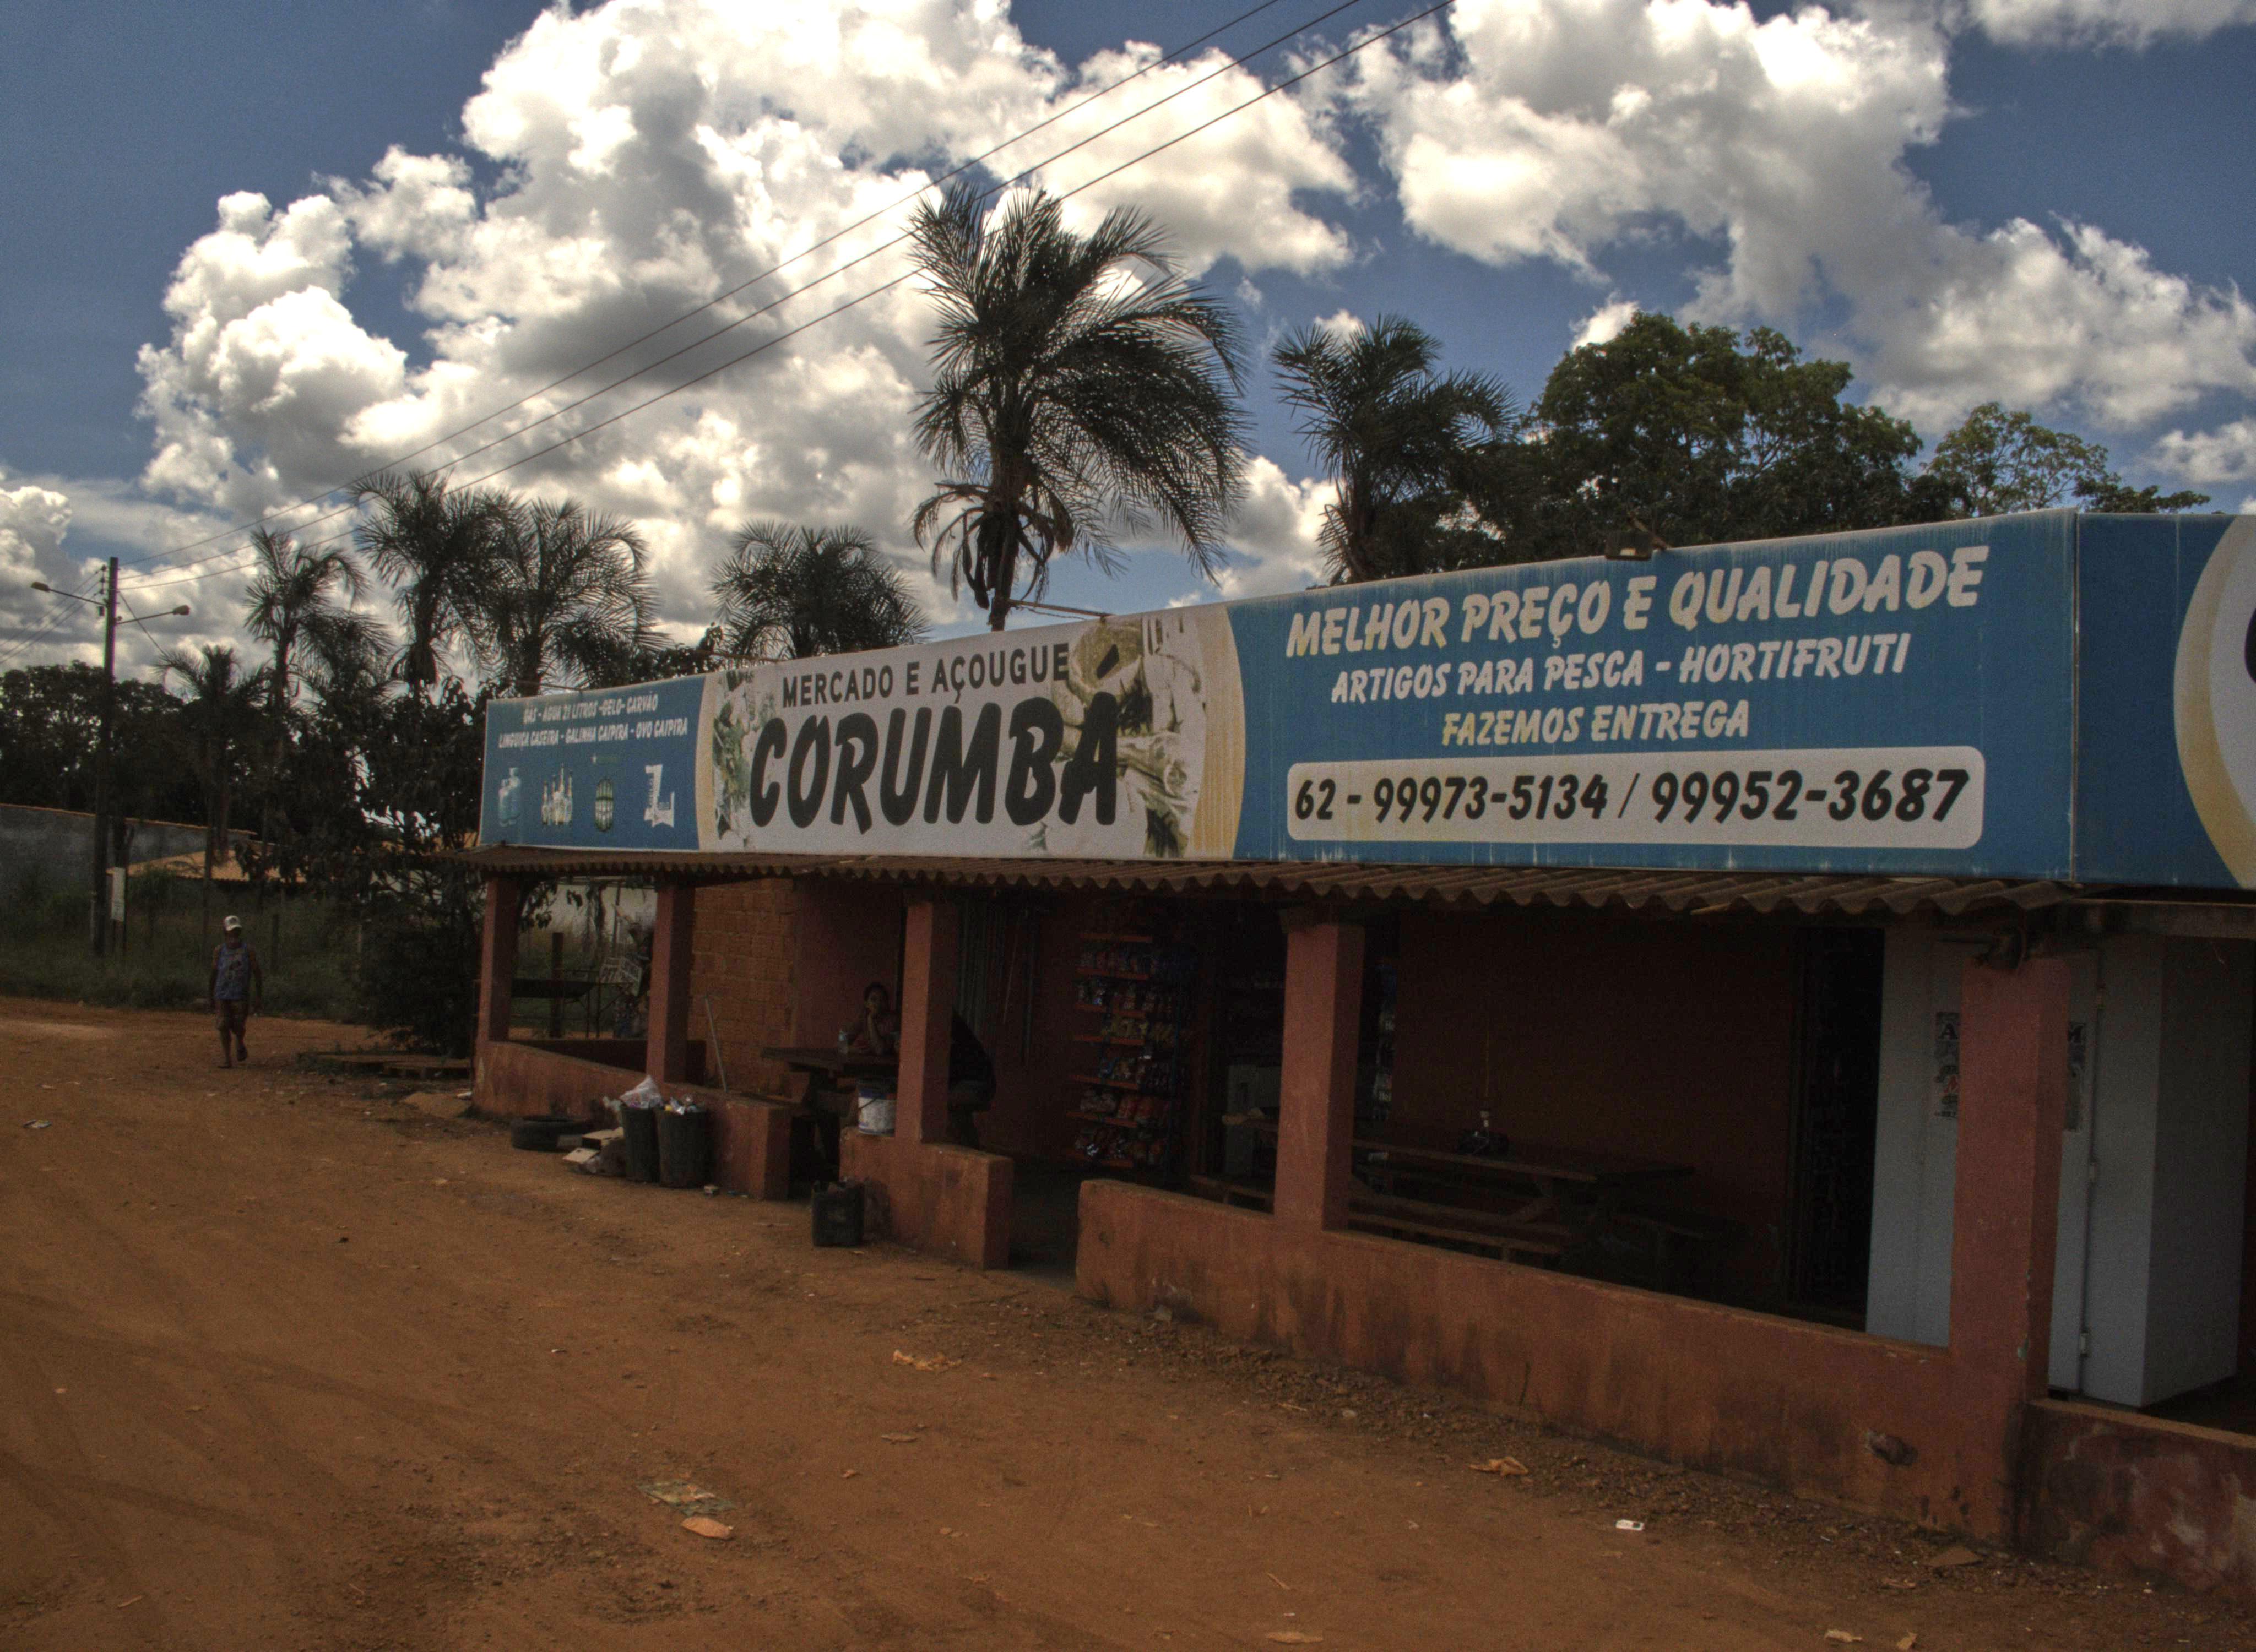 GÁS - ÁGUA 21 LITROS -GELO- CARVÃO
LINGUIÇA CASEIRA - GALINHA CAIPIRA - OVO CAIPIRA
MERCADO E AÇOUGUE
CORUMBÁ
MELHOR PREÇO E QUALIDADE
ARTIGOS PARA PESCA - HORTIFRUTI
FAZEMOS ENTREGA
62 - 99973-5134 / 99952-3687